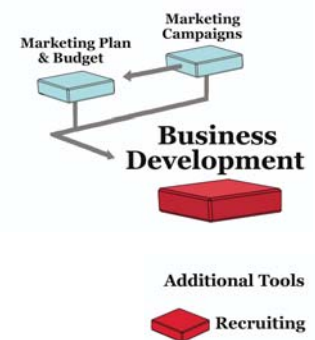 Marketing
Campaigns
Marketing Plan
& Budget
Business
Development
Additional Tools
Recruiting